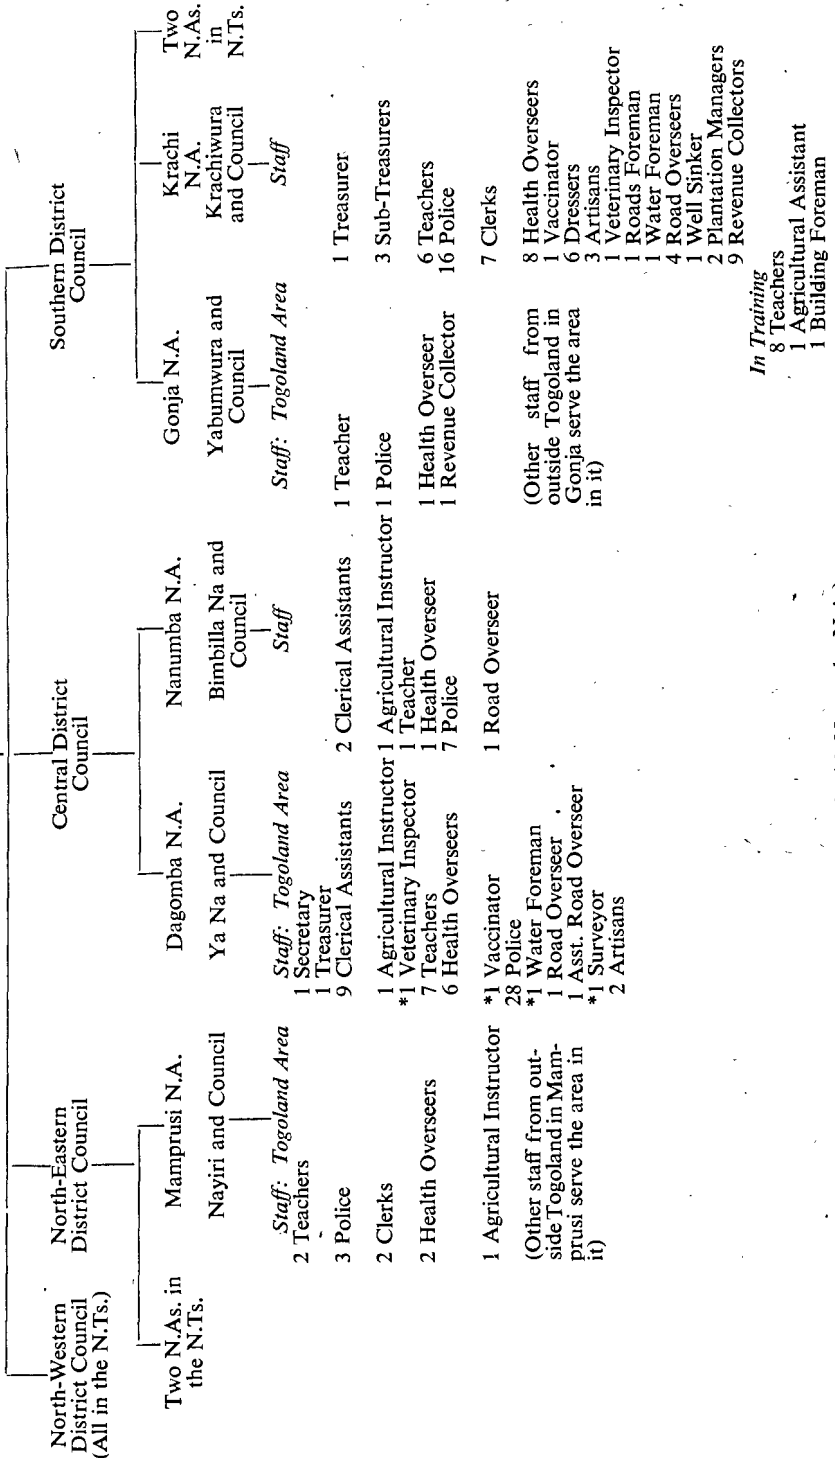 North-Western
District Council
(All in the N.Ts.)
North-Eastern
District Council
Central District
Council
Southern District
Council
Two N.As. in
the N.Ts.
Mamprusi N.A.
Nayiri and Council
Staff: Togoland Area
2 Teachers
3 Police
2 Clerks
2 Health Overseers
1 Agricultural Instructor
(Other staff from out-
side Togoland in Mam-
prusi serve the area in
it)
Dagomba N.A.
Ya Na and Council
Staff: Togoland Area
1 Secretary
1 Treasurer
9 Clerical Assistants
1 Agricultural Instructor
*1 Veterinary Inspector
7 Teachers
6 Health Overseers
*1 Vaccinator
28 Police
*1 Water Foreman
1 Road Overseer
1 Asst. Road Overseer
*1 Surveyor
2 Artisans
Nanumba N.A.
Bimbilla Na and
Council
Staff
2 Clerical Assistants
1 Agricultural Instructor
1 Teacher
1 Health Overseer
7 Police
1 Road Overseer
Gonja N.A.
Yabumwura and
Council
Staff: Togoland Area
1 Teacher
1 Police
1 Health Overseer
1 Revenue Collector
(Other staff from
outside Togoland in
Gonja serve the area
in it)
Krachi
N.A.
Krachiwura
and Council
Staff
1 Treasurer
3 Sub-Treasurers
6 Teachers
16 Police
7 Clerks
8 Health Overseers
1 Vaccinator
6 Dressers
3 Artisans
1 Veterinary Inspector
1 Roads Foreman
1 Water Foreman
4 Road Overseers
1 Well Sinker
2 Plantation Managers
9 Revenue Collectors
In Training
8 Teachers
1 Agricultural Assistant
1 Building Foreman
Two
N.As.
in
N.Ts.